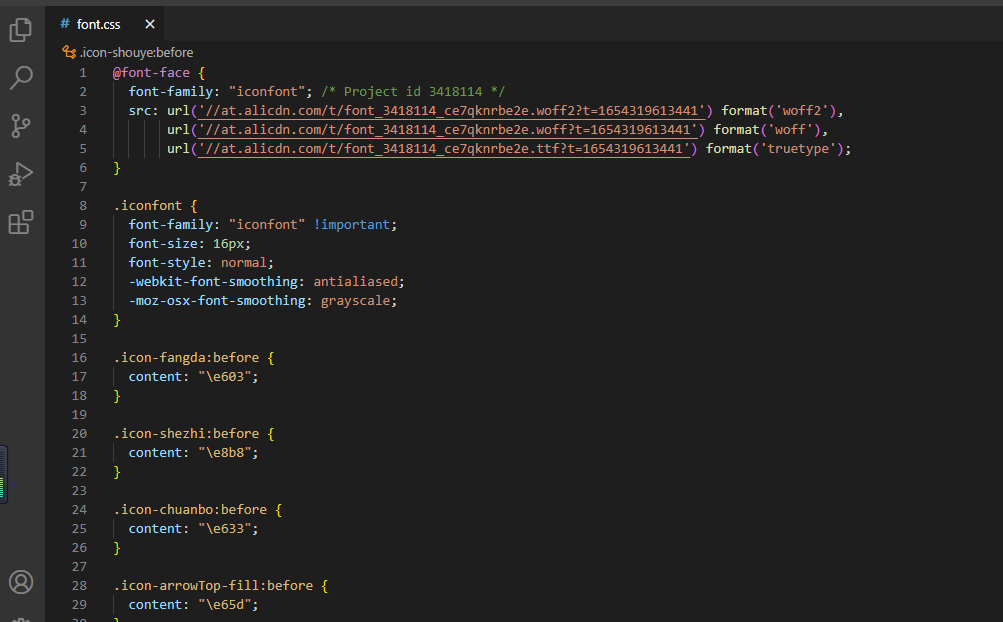 # font.css ×
.icon-shouye:before
1 @font-face {
2 font-family: "iconfont"; /* Project id 3418114 */
3 src: url('//at.alicdn.com/t/font_3418114_ce7qknrbe2e.woff2?t=1654319613441') format('woff2'),
4 url('//at.alicdn.com/t/font_3418114_ce7qknrbe2e.woff?t=1654319613441') format('woff'),
5 url('//at.alicdn.com/t/font_3418114_ce7qknrbe2e.ttf?t=1654319613441') format('truetype');
6 }
7
8 .iconfont {
9 font-family: "iconfont" !important;
10 font-size: 16px;
11 font-style: normal;
12 -webkit-font-smoothing: antialiased;
13 -moz-osx-font-smoothing: grayscale;
14 }
15
16 .icon-fangda:before {
17 content: "\e603";
18 }
19
20 .icon-shezhi:before {
21 content: "\e8b8";
22 }
23
24 .icon-chuanbo:before {
25 content: "\e633";
26 }
27
28 .icon-arrowTop-fill:before {
29 content: "\e65d";
30 }